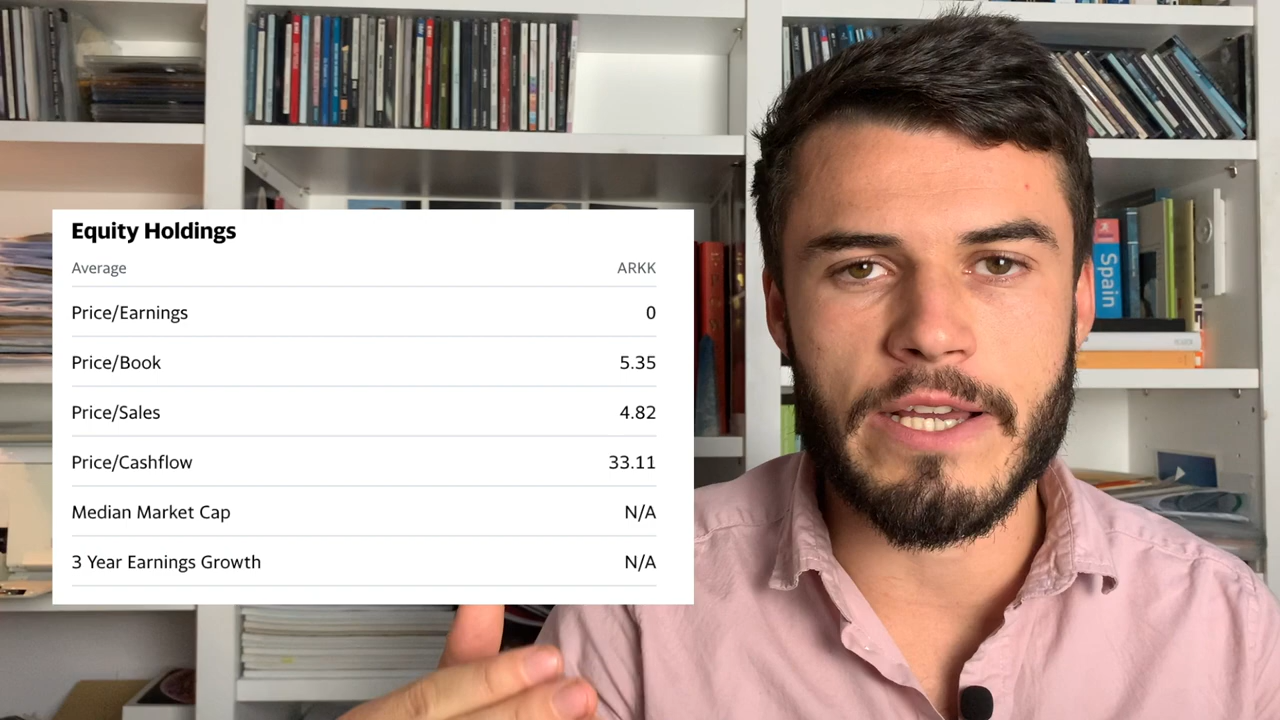 Equity Holdings
Average ARKK
Price/Earnings 0
Price/Book 5.35
Price/Sales 4.82
Price/Cashflow 33.11
Median Market Cap N/A
3 Year Earnings Growth N/A
Spain